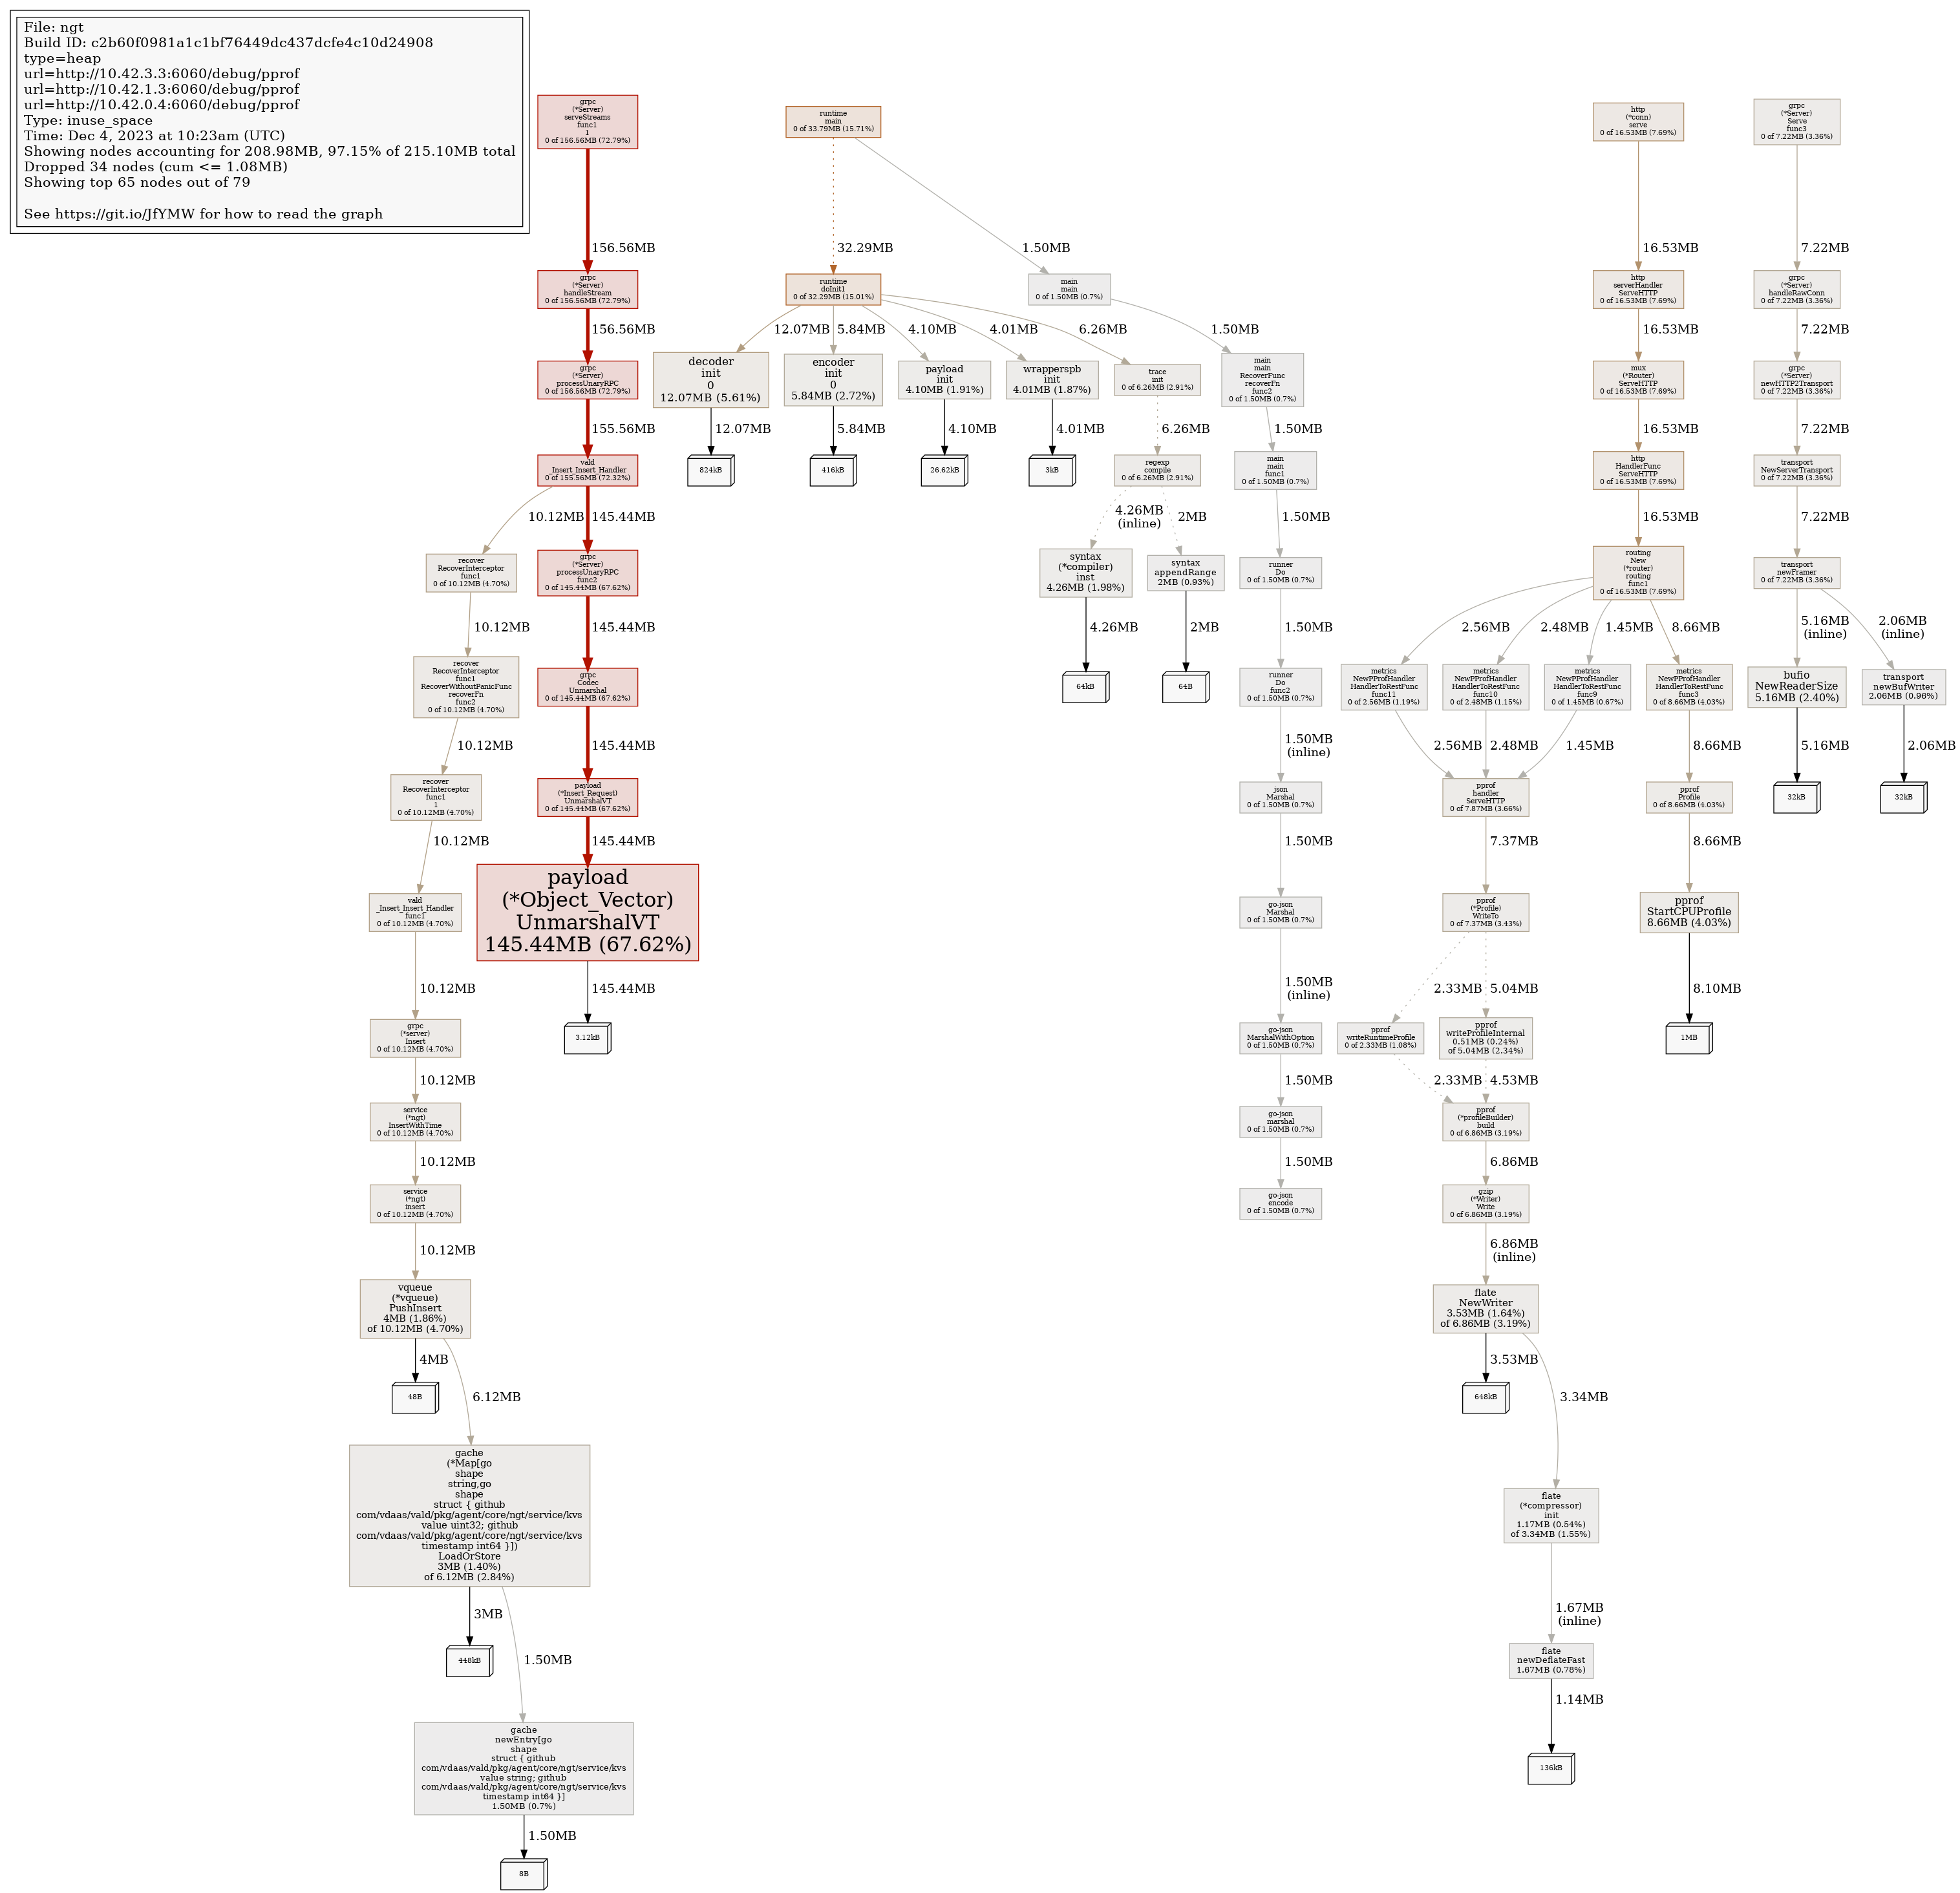 File: ngt
Build ID: c2b60f0981a1c1bf76449dc437dcfe4c10d24908
type=heap
url=http://10.42.3.3:6060/debug/pprof
url=http://10.42.1.3:6060/debug/pprof
url=http://10.42.0.4:6060/debug/pprof
Type: inuse_space
Time: Dec 4, 2023 at 10:23am (UTC)
Showing nodes accounting for 208.98MB, 97.15% of 215.10MB total
Dropped 34 nodes (cum <= 1.08MB)
Showing top 65 nodes out of 79
See https://git.io/JfYMW for how to read the graph
grpc
(*Server)
serveStreams
func1
1
0 of 156.56MB (72.79%)
156.56MB
grpc
(*Server)
handleStream
0 of 156.56MB (72.79%)
156.56MB
grpc
(*Server)
processUnaryRPC
0 of 156.56MB (72.79%)
155.56MB
vald
_Insert_Insert_Handler
0 of 155.56MB (72.32%)
10.12MB
145.44MB
recover
RecoverInterceptor
func1
0 of 10.12MB (4.70%)
10.12MB
recover
RecoverInterceptor
func1
RecoverWithoutPanicFunc
recoverFn
func2
0 of 10.12MB (4.70%)
10.12MB
recover
RecoverInterceptor
func1
1
0 of 10.12MB (4.70%)
10.12MB
vald
_Insert_Insert_Handler
func1
0 of 10.12MB (4.70%)
10.12MB
grpc
(*server)
Insert
0 of 10.12MB (4.70%)
10.12MB
service
(*ngt)
InsertWithTime
0 of 10.12MB (4.70%)
10.12MB
service
(*ngt)
insert
0 of 10.12MB (4.70%)
10.12MB
vqueue
(*vqueue)
PushInsert
4MB (1.86%)
of 10.12MB (4.70%)
4MB
48B
6.12MB
gache
(*Map[go
shape
string,go
shape
struct { github
com/vdaas/vald/pkg/agent/core/ngt/service/kvs
value uint32; github
com/vdaas/vald/pkg/agent/core/ngt/service/kvs
timestamp int64 }])
LoadOrStore
3MB (1.40%)
of 6.12MB (2.84%)
3MB
448kB
1.50MB
gache
newEntry[go
shape
struct { github
com/vdaas/vald/pkg/agent/core/ngt/service/kvs
value string; github
com/vdaas/vald/pkg/agent/core/ngt/service/kvs
timestamp int64 }]
1.50MB (0.7%)
1.50MB
8B
grpc
(*Server)
processUnaryRPC
func2
0 of 145.44MB (67.62%)
145.44MB
grpc
Codec
Unmarshal
0 of 145.44MB (67.62%)
145.44MB
payload
(*Insert_Request)
UnmarshalVT
0 of 145.44MB (67.62%)
145.44MB
payload
(*Object_Vector)
UnmarshalVT
145.44MB (67.62%)
145.44MB
3.12kB
runtime
main
0 of 33.79MB (15.71%)
32.29MB
1.50MB
runtime
doInit1
0 of 32.29MB (15.01%)
12.07MB
5.84MB
4.10MB
4.01MB
6.26MB
decoder
init
0
12.07MB (5.61%)
12.07MB
824kB
encoder
init
0
5.84MB (2.72%)
5.84MB
416kB
payload
init
4.10MB (1.91%)
4.10MB
26.62kB
wrapperspb
init
4.01MB (1.87%)
4.01MB
3kB
trace
init
0 of 6.26MB (2.91%)
6.26MB
regexp
compile
0 of 6.26MB (2.91%)
4.26MB
(inline)
2MB
syntax
(*compiler)
inst
4.26MB (1.98%)
4.26MB
64kB
syntax
appendRange
2MB (0.93%)
2MB
64B
main
main
0 of 1.50MB (0.7%)
1.50MB
main
main
RecoverFunc
recoverFn
func2
0 of 1.50MB (0.7%)
1.50MB
main
main
func1
0 of 1.50MB (0.7%)
1.50MB
runner
Do
0 of 1.50MB (0.7%)
1.50MB
runner
Do
func2
0 of 1.50MB (0.7%)
1.50MB
(inline)
json
Marshal
0 of 1.50MB (0.7%)
1.50MB
go-json
Marshal
0 of 1.50MB (0.7%)
1.50MB
(inline)
go-json
MarshalWithOption
0 of 1.50MB (0.7%)
1.50MB
go-json
marshal
0 of 1.50MB (0.7%)
1.50MB
go-json
encode
0 of 1.50MB (0.7%)
http
(*conn)
serve
0 of 16.53MB (7.69%)
16.53MB
http
serverHandler
ServeHTTP
0 of 16.53MB (7.69%)
16.53MB
mux
(*Router)
ServeHTTP
0 of 16.53MB (7.69%)
16.53MB
http
HandlerFunc
ServeHTTP
0 of 16.53MB (7.69%)
16.53MB
routing
New
(*router)
routing
func1
0 of 16.53MB (7.69%)
2.56MB
2.48MB
1.45MB
8.66MB
metrics
NewPProfHandler
HandlerToRestFunc
func11
0 of 2.56MB (1.19%)
2.56MB
metrics
NewPProfHandler
HandlerToRestFunc
func10
0 of 2.48MB (1.15%)
2.48MB
metrics
NewPProfHandler
HandlerToRestFunc
func9
0 of 1.45MB (0.67%)
1.45MB
metrics
NewPProfHandler
HandlerToRestFunc
func3
0 of 8.66MB (4.03%)
8.66MB
pprof
handler
ServeHTTP
0 of 7.87MB (3.66%)
7.37MB
pprof
Profile
0 of 8.66MB (4.03%)
8.66MB
pprof
(*Profile)
WriteTo
0 of 7.37MB (3.43%)
2.33MB
5.04MB
pprof
StartCPUProfile
8.66MB (4.03%)
8.10MB
1MB
pprof
writeRuntimeProfile
0 of 2.33MB (1.08%)
2.33MB
pprof
writeProfileInternal
0.51MB (0.24%)
of 5.04MB (2.34%)
4.53MB
pprof
(*profileBuilder)
build
0 of 6.86MB (3.19%)
6.86MB
gzip
(*Writer)
Write
0 of 6.86MB (3.19%)
6.86MB
(inline)
flate
NewWriter
3.53MB (1.64%)
of 6.86MB (3.19%)
3.53MB
648kB
3.34MB
flate
(*compressor)
init
1.17MB (0.54%)
of 3.34MB (1.55%)
1.67MB
(inline)
flate
newDeflateFast
1.67MB (0.78%)
1.14MB
136kB
grpc
(*Server)
Serve
func3
0 of 7.22MB (3.36%)
7.22MB
grpc
(*Server)
handleRawConn
0 of 7.22MB (3.36%)
7.22MB
grpc
(*Server)
newHTTP2Transport
0 of 7.22MB (3.36%)
7.22MB
transport
NewServerTransport
0 of 7.22MB (3.36%)
7.22MB
transport
newFramer
0 of 7.22MB (3.36%)
5.16MB
(inline)
2.06MB
(inline)
bufio
NewReaderSize
5.16MB (2.40%)
5.16MB
32kB
transport
newBufWriter
2.06MB (0.96%)
2.06MB
32kB